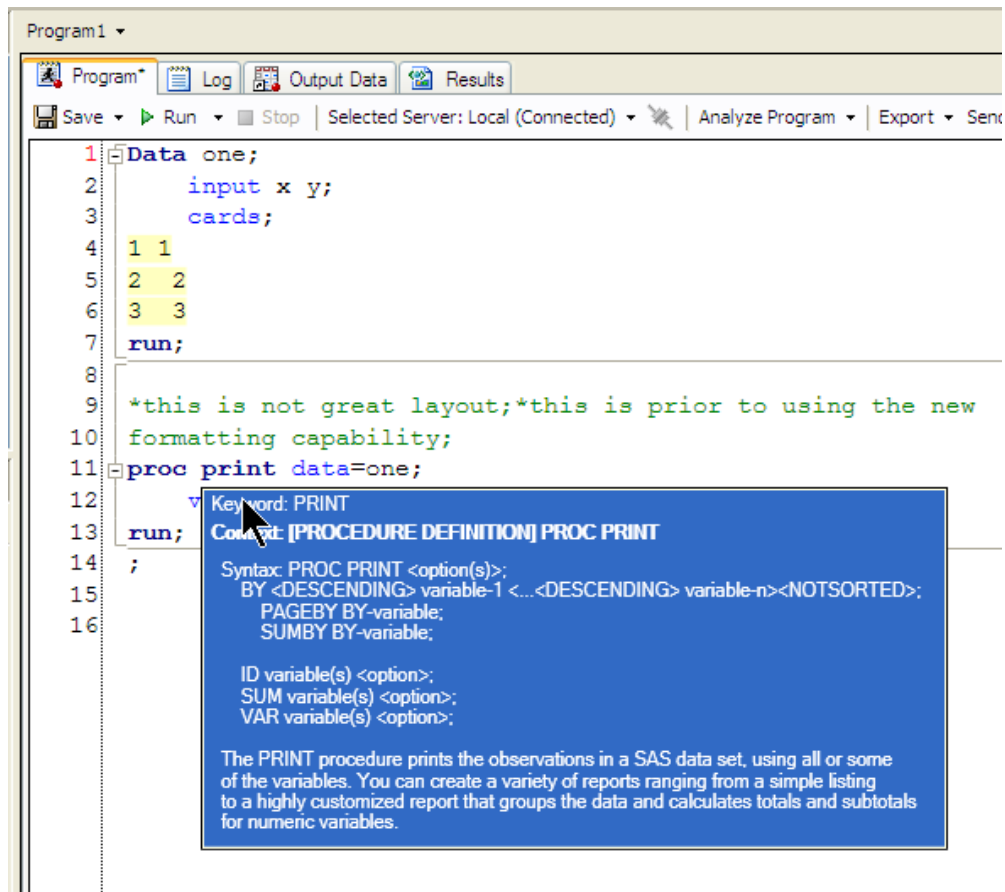 Program1
Program* Log Output Data Results
Save Run Stop Selected Server: Local (Connected) Analyze Program Export
1 Data one;
2 input x y;
3 cards;
4 1 1
5 2 2
6 3 3
7 run;
8
9 *this is not great layout;*this is prior to using the new
10 formatting capability;
11 proc print data=one;
12 v
13 run;
14 ;
15
16
Keyword: PRINT
Context: [PROCEDURE DEFINITION] PROC PRINT
Syntax: PROC PRINT <option(s)>;
BY <DESCENDING> variable-1 <...<DESCENDING> variable-n><NOTSORTED>;
PAGEBY BY-variable;
SUMBY BY-variable;
ID variable(s) <option>;
SUM variable(s) <option>;
VAR variable(s) <option>;
The PRINT procedure prints the observations in a SAS data set, using all or some
of the variables. You can create a variety of reports ranging from a simple listing
to a highly customized report that groups the data and calculates totals and subtotals
for numeric variables.